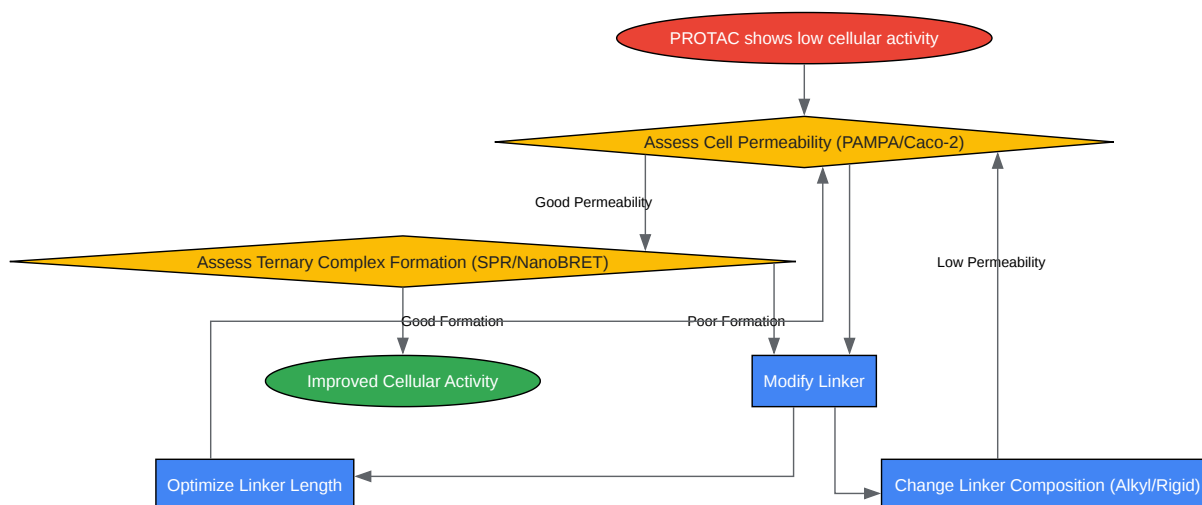 PROTAC shows low cellular activity
Assess Cell Permeability (PAMPA/Caco-2)
Good Permeability
Assess Ternary Complex Formation (SPR/NanoBRET)
Low Permeability
Good Formation
Poor Formation
Improved Cellular Activity
Modify Linker
Optimize Linker Length
Change Linker Composition (Alkyl/Rigid)